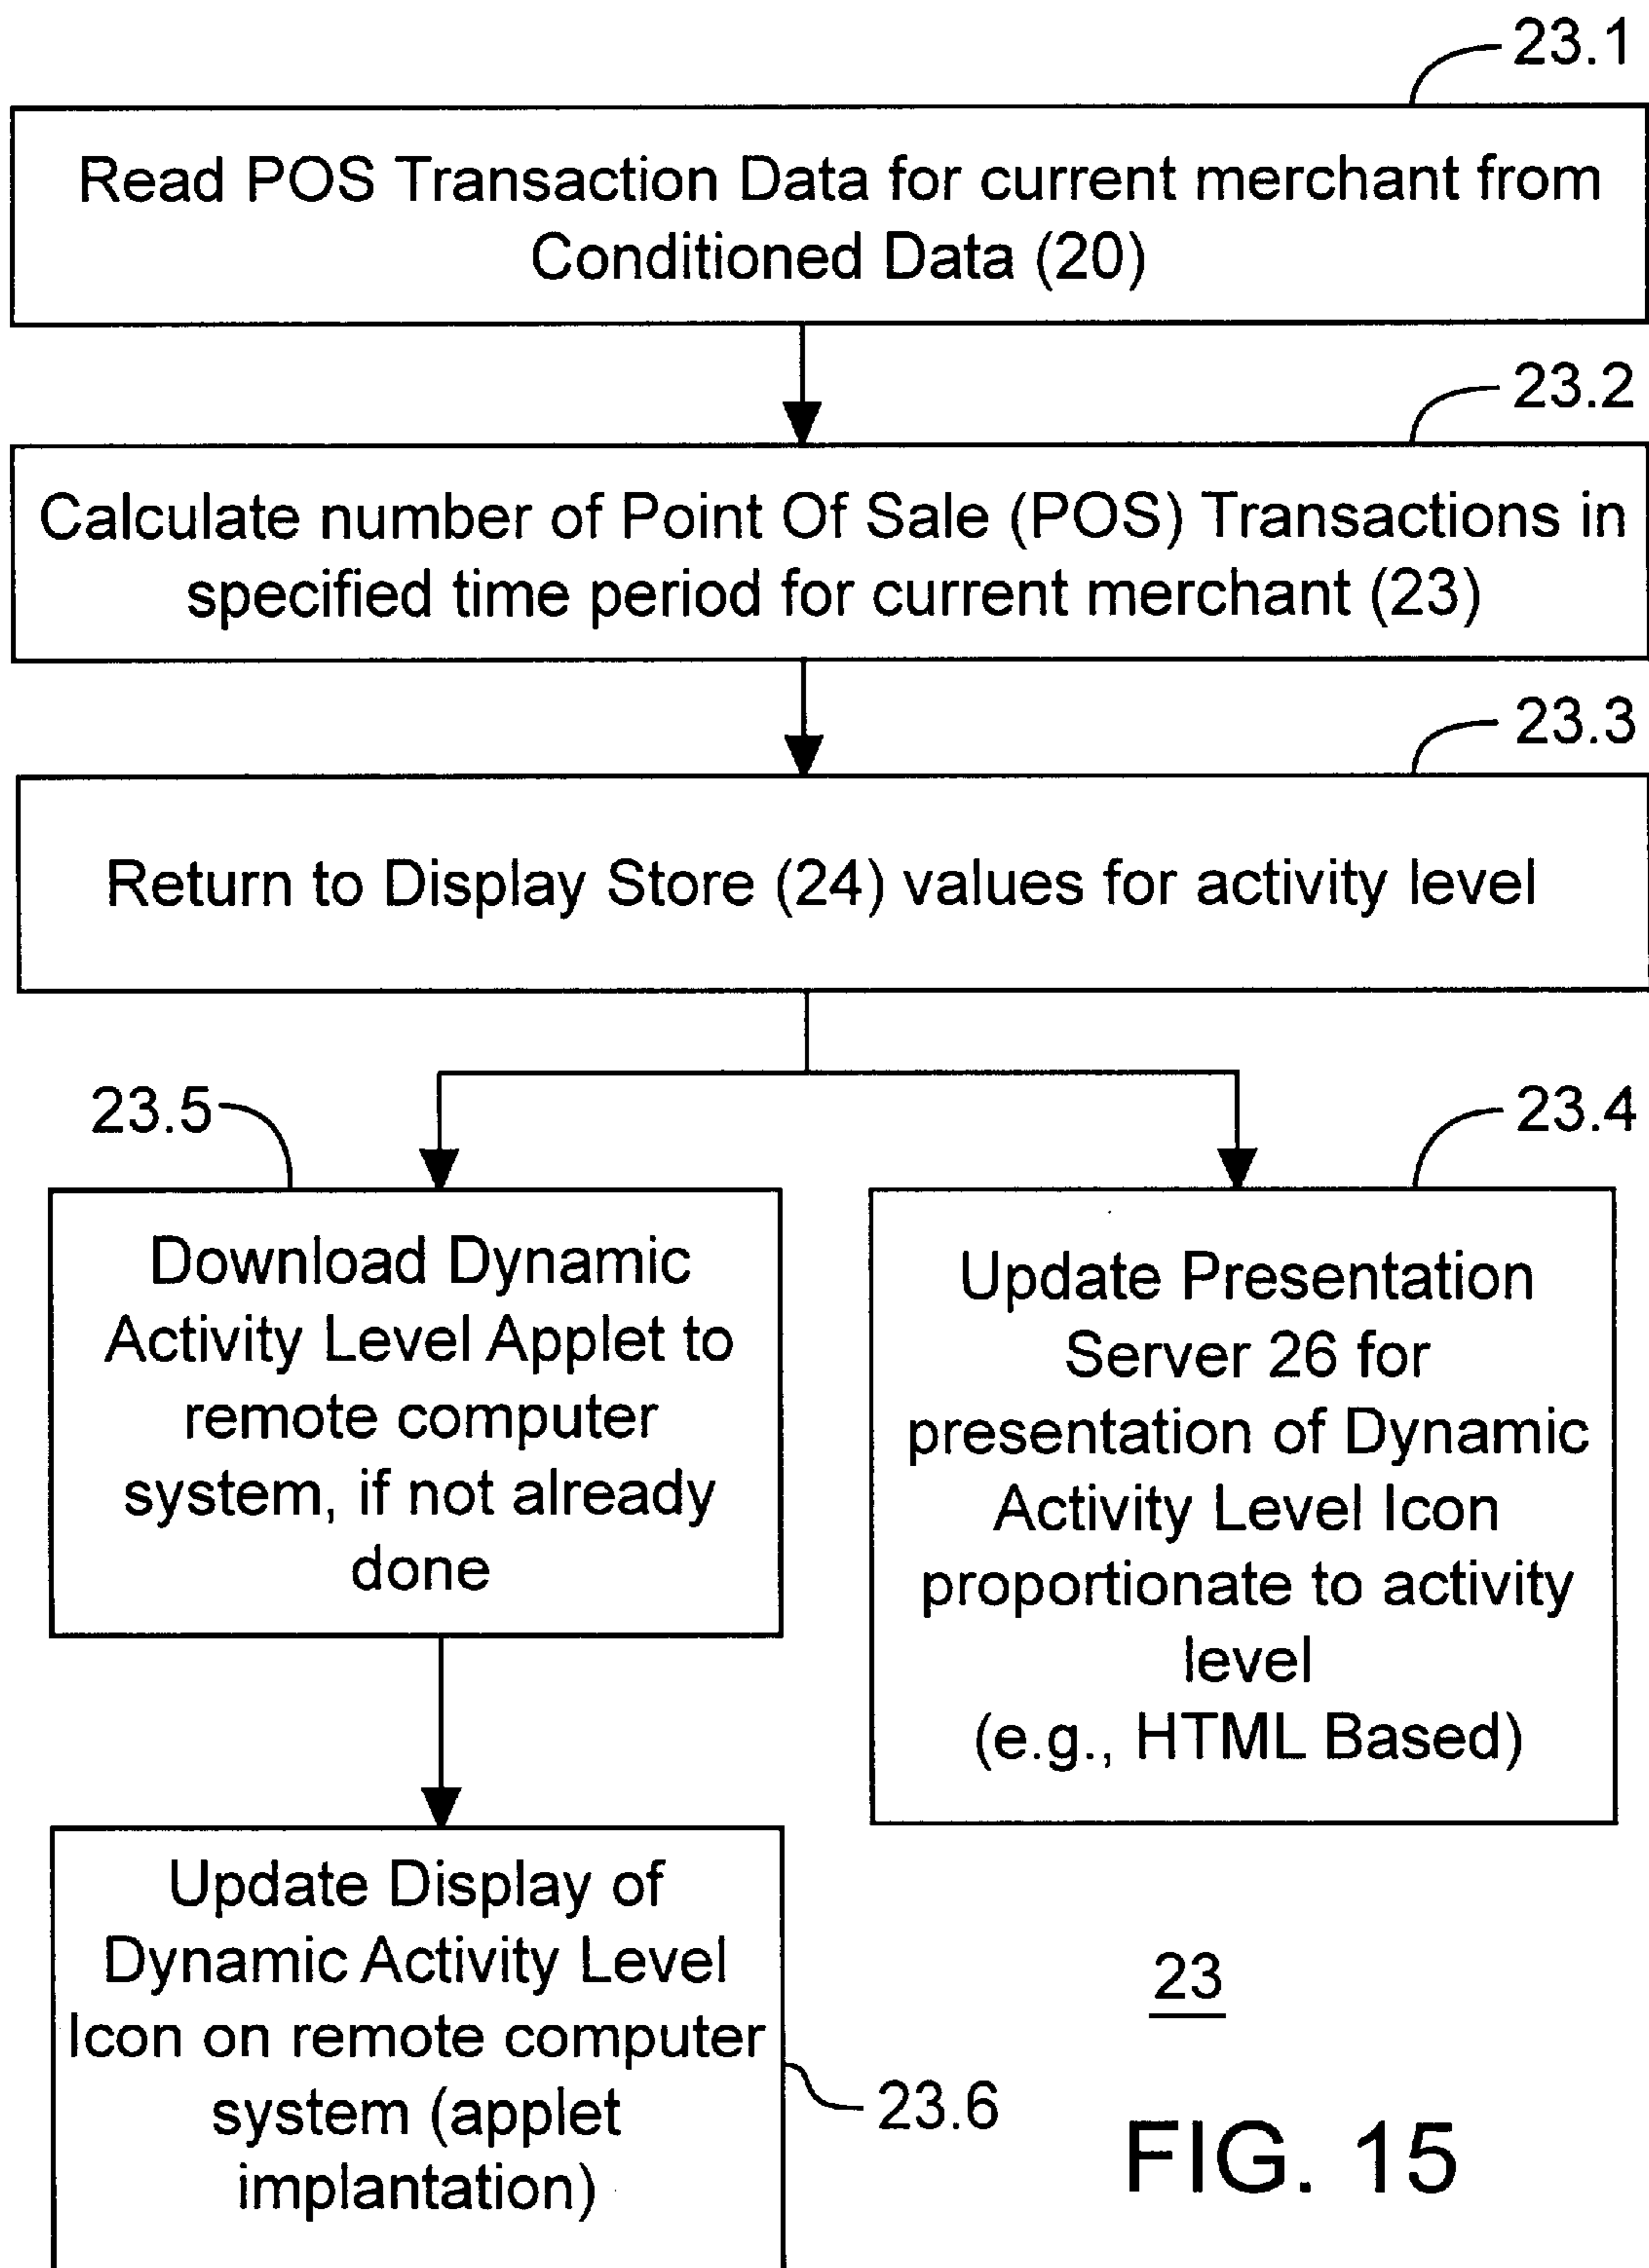 23.1
Read POS Transaction Data for current merchant from
Conditioned Data (20)
23.2
Calculate number of Point Of Sale (POS) Transactions in
specified time period for current merchant (23)
23.3
Return to Display Store (24) values for activity level
23.5
Download Dynamic
Activity Level Applet to
remote computer
system, if not already
done
23.4
Update Presentation
Server 26 for
presentation of Dynamic
Activity Level Icon
proportionate to activity
level
(e.g., HTML Based)
Update Display of
Dynamic Activity Level
Icon on remote computer
system (applet
implantation)
23.6
23
FIG. 15